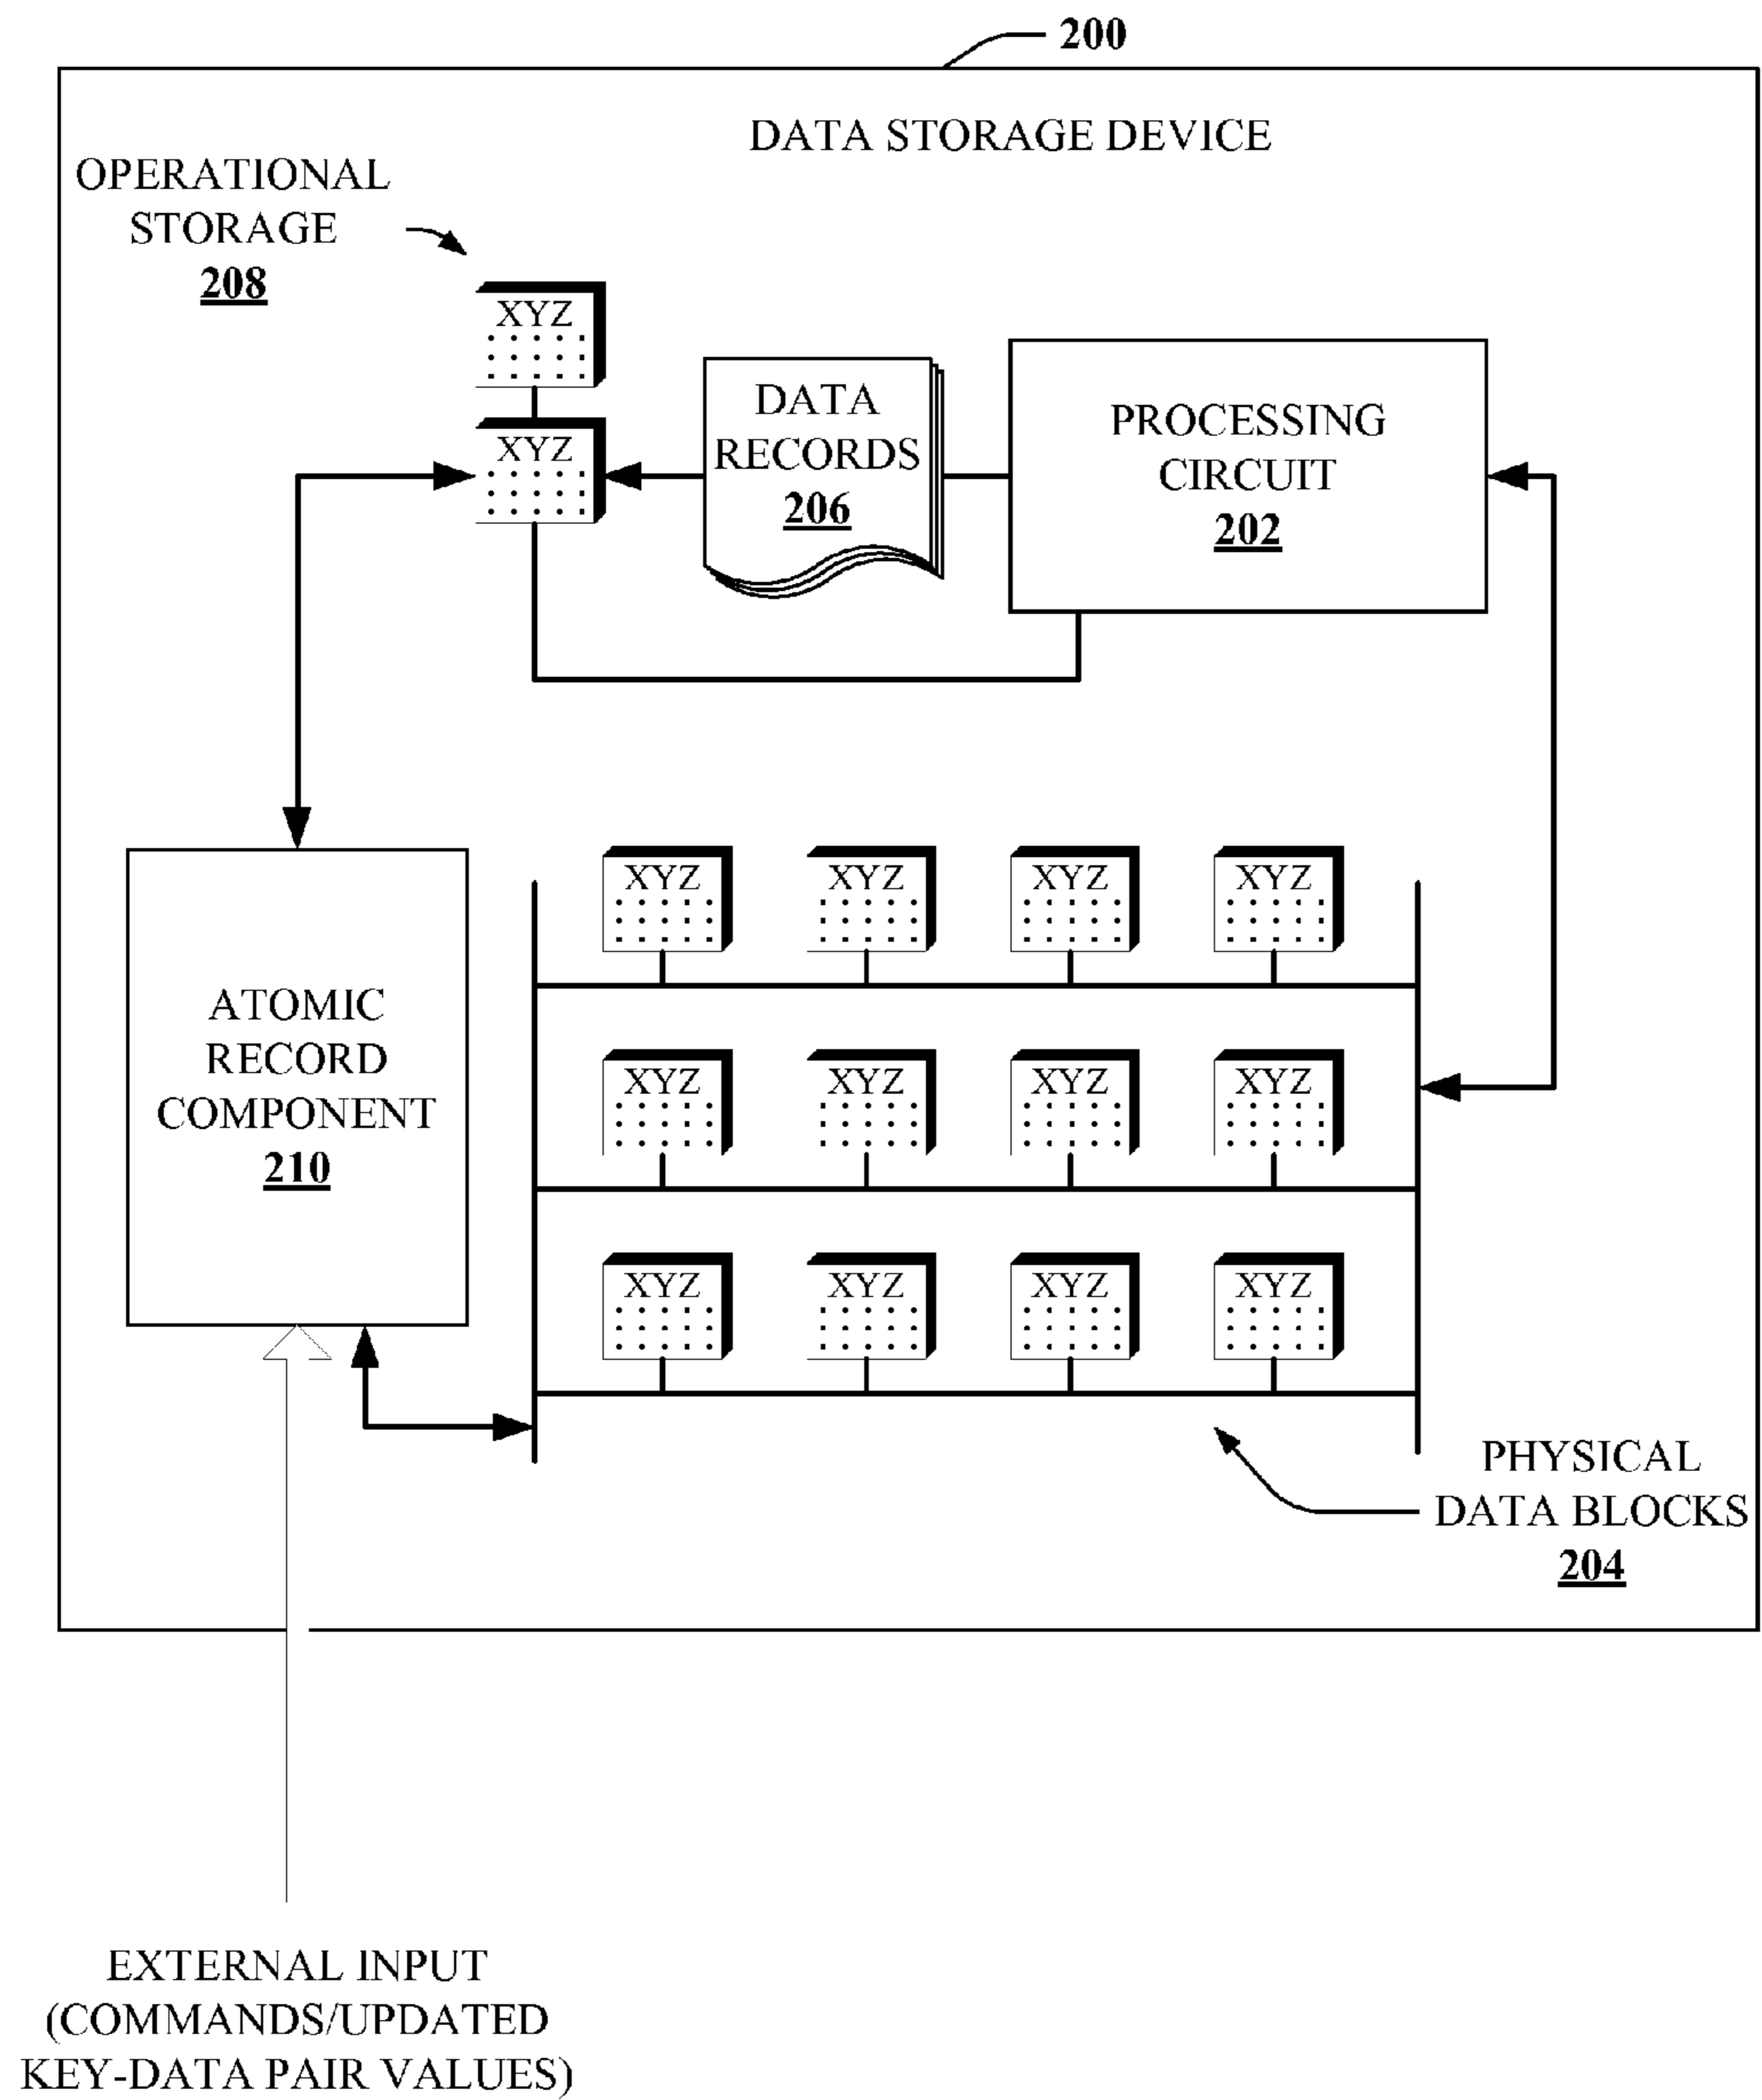 200
DATA STORAGE DEVICE
OPERATIONAL
STORAGE
208
XYZ
XYZ
DATA
RECORDS
206
PROCESSING
CIRCUIT
202
ATOMIC
RECORD
COMPONENT
210
XYZ XYZ XYZ XYZ
XYZ XYZ XYZ XYZ
XYZ XYZ XYZ XYZ
PHYSICAL
DATA BLOCKS
204
EXTERNAL INPUT
(COMMANDS/UPDATED
KEY-DATA PAIR VALUES)